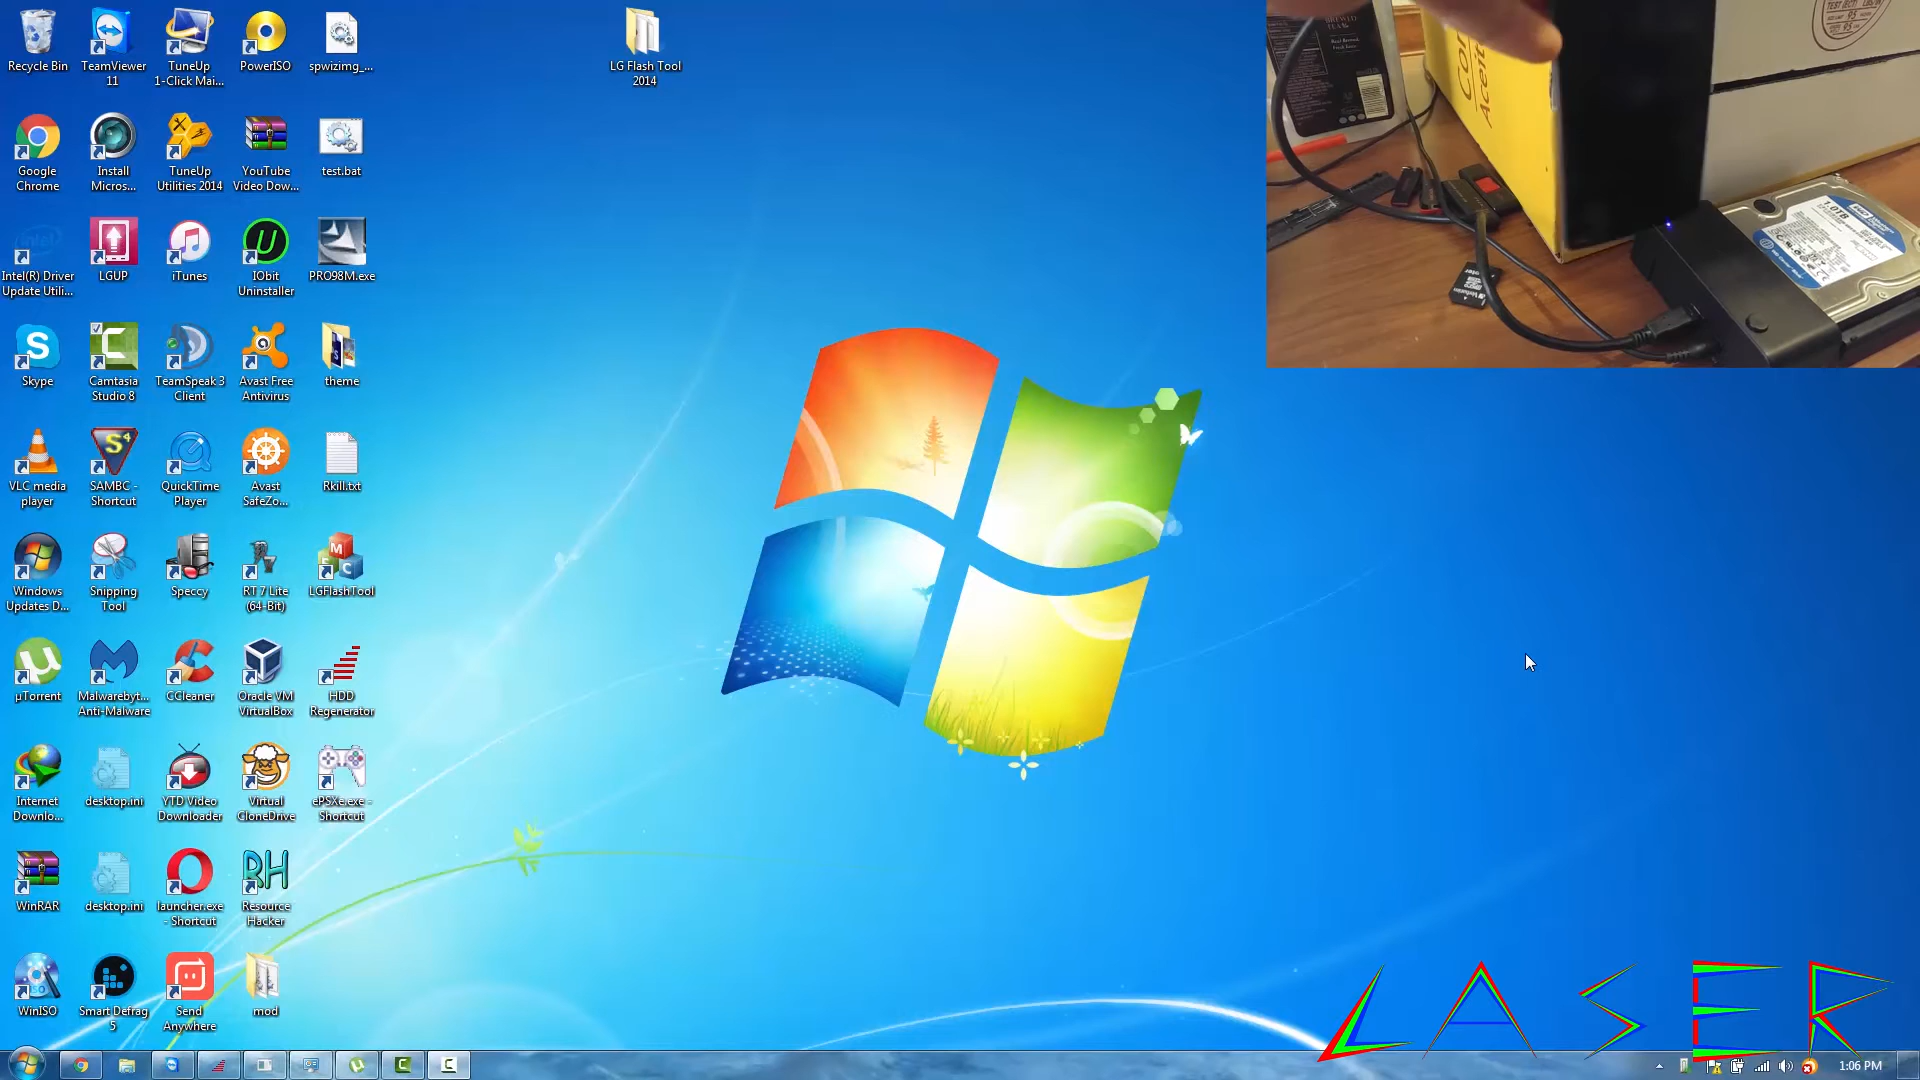 Recycle Bin
TeamViewer
11
TuneUp
1-Click Mai...
PowerISO
spwizimg_...
LG Flash Tool
2014
Google
Chrome
Install
Micros...
TuneUp
Utilities 2014
YouTube
Video Dow...
test.bat
Intel(R) Driver
Update Utili...
LGUP
iTunes
IObit
Uninstaller
PRO98M.exe
Skype
Camtasia
Studio 8
TeamSpeak 3
Client
Avast Free
Antivirus
theme
VLC media
player
SAMBC -
Shortcut
QuickTime
Player
Avast
SafeZo...
Rkill.txt
Windows
Updates D...
Snipping
Tool
Speccy
RT 7 Lite
(64-Bit)
LGFlashTool
µTorrent
Malwarebyt...
Anti-Malware
CCleaner
Oracle VM
VirtualBox
HDD
Regenerator
Internet
Downlo...
desktop.ini
YTD Video
Downloader
Virtual
CloneDrive
ePSXe.exe -
Shortcut
WinRAR
desktop.ini
launcher.exe
- Shortcut
Resource
Hacker
WinISO
Smart Defrag
5
Send
Anywhere
mod
1.0TB
LASER
1:06 PM